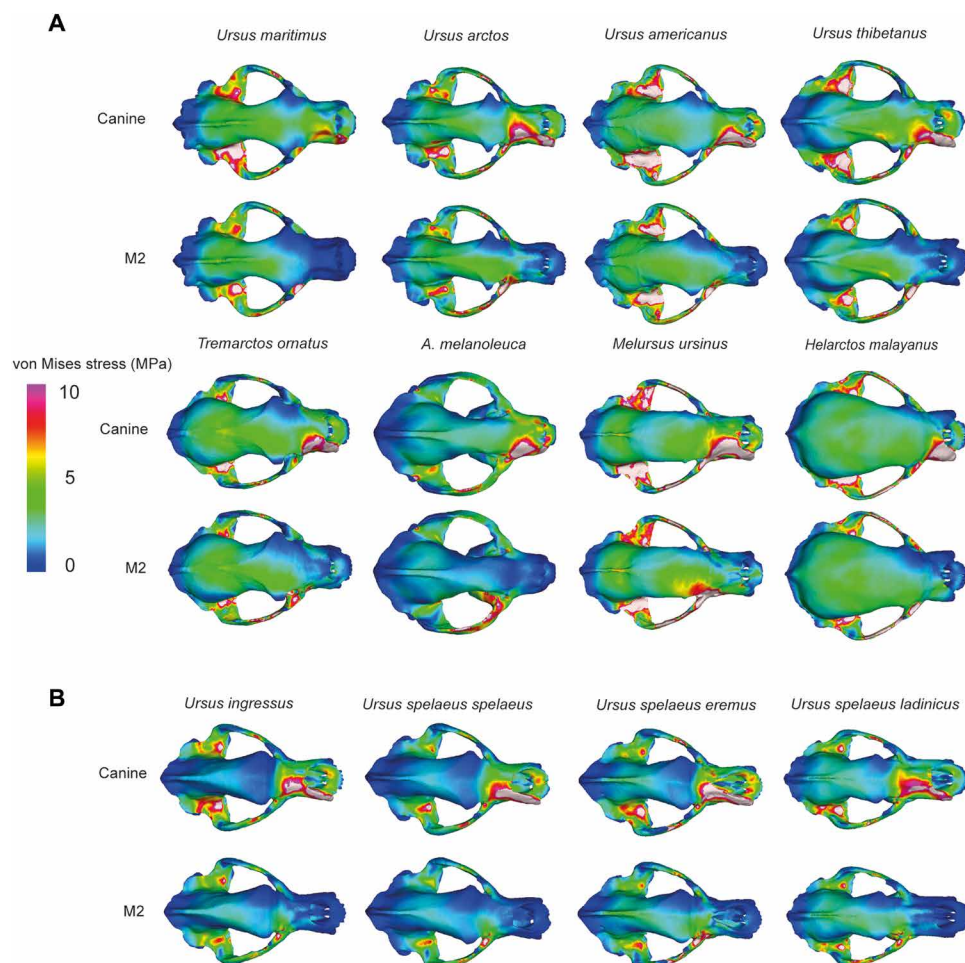 A
Ursus maritimus Ursus arctos Ursus americanus Ursus thibetanus
Canine
M2
Tremarctos ornatus A. melanoleuca Melursus ursinus Helarctos malayanus
von Mises stress (MPa)
10
Canine
5
M2
0
B
Ursus ingressus Ursus spelaeus spelaeus Ursus spelaeus eremus Ursus spelaeus ladinicus
Canine
M2